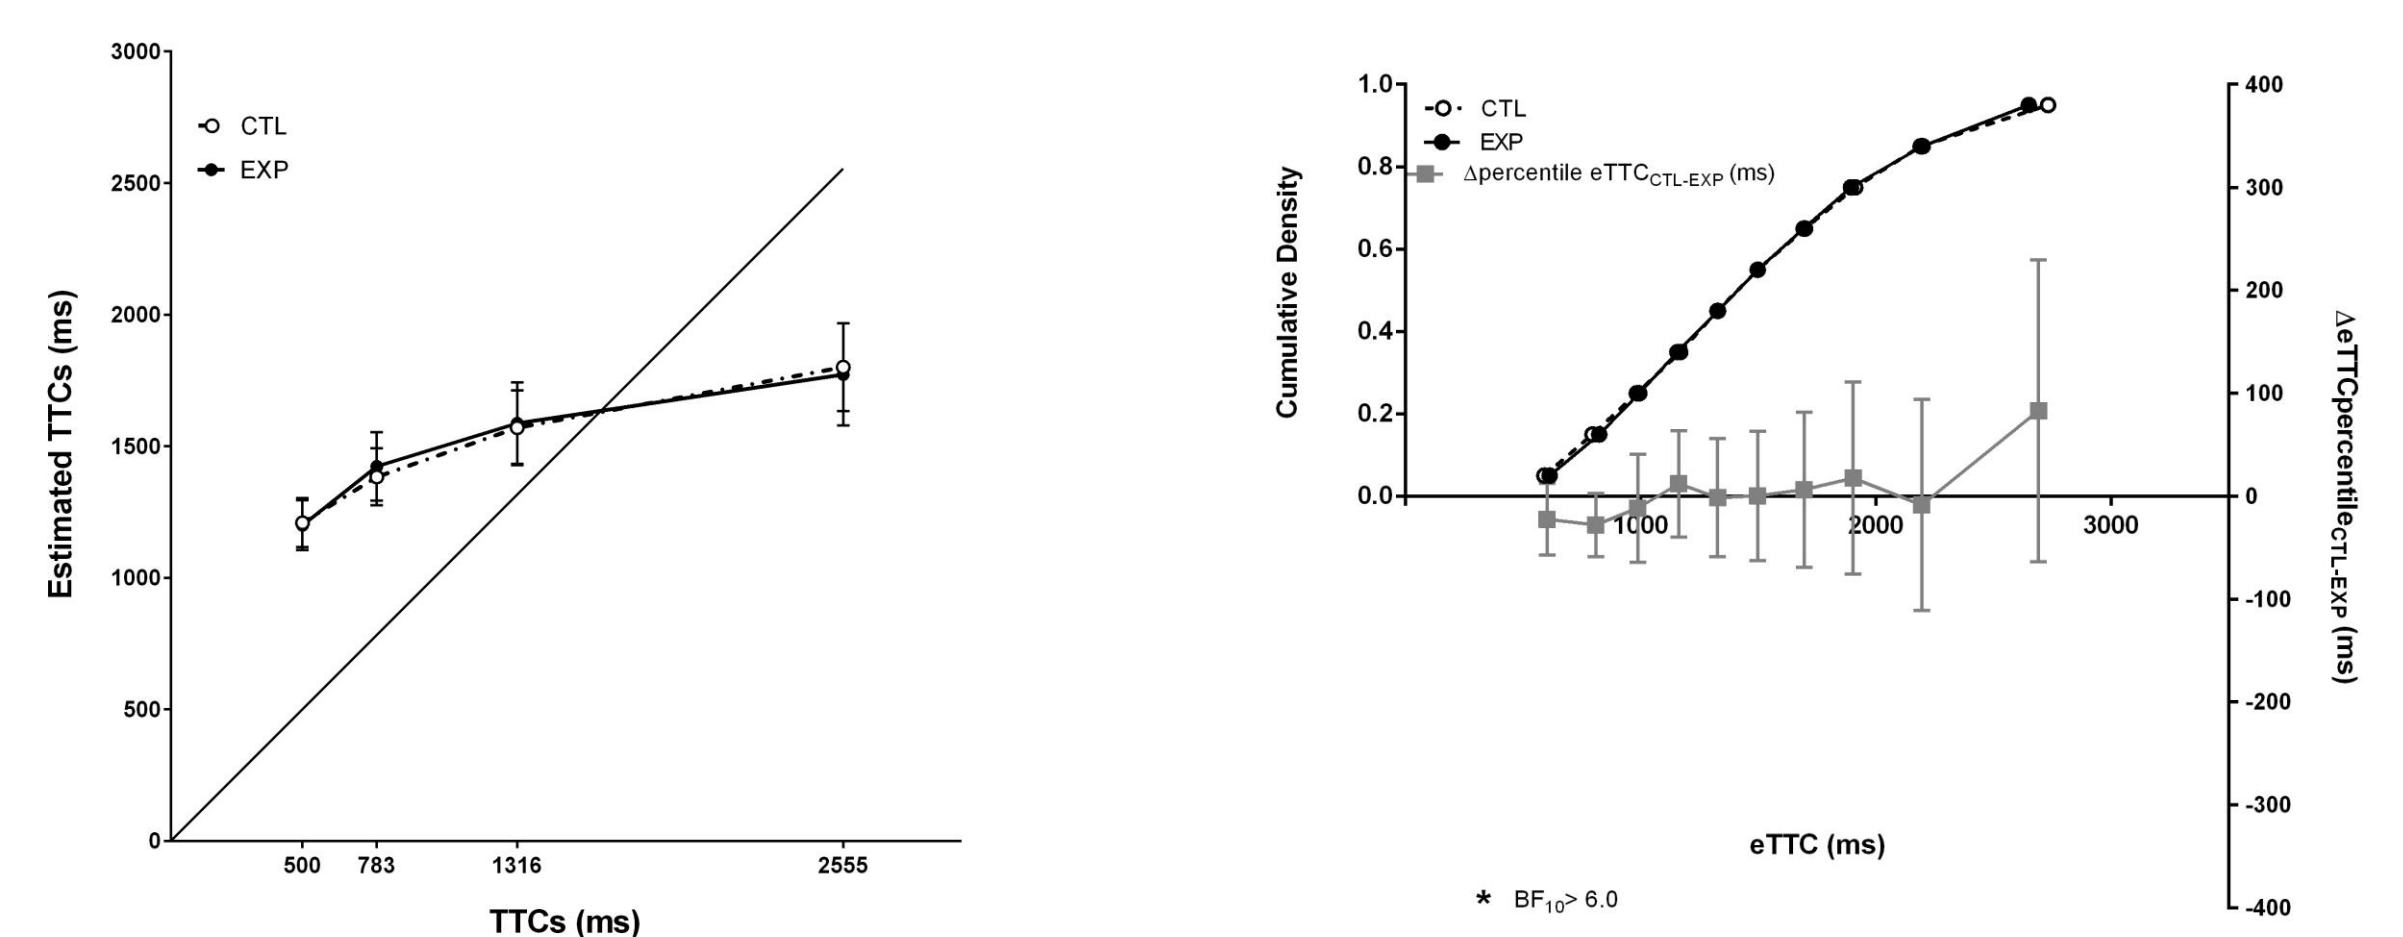 3000
2500
2000
1500
1000
500
0
Estimated TTCs (ms)
CTL
EXP
500 783 1316 2555
TTCs (ms)
1.0
0.8
0.6
0.4
0.2
0.0
Cumulative Density
CTL
EXP
Δpercentile eTTCCTL-EXP (ms)
1000 2000 3000
400
300
200
100
0
-100
-200
-300
-400
ΔeTTCpercentileCTL-EXP (ms)
eTTC (ms)
* BF10> 6.0